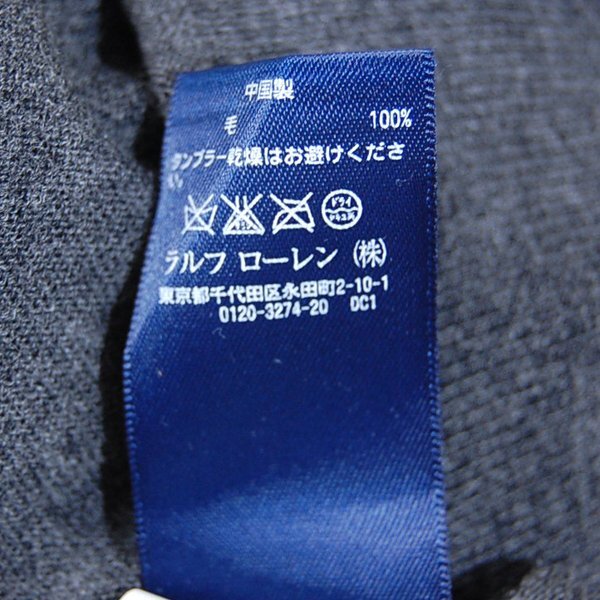 中国製
毛 100%
タンブラー乾燥はお避けくださ
い
ドライ
ラルフ ローレン (株)
東京都千代田区永田町2-10-1
0120-3274-20 DC1